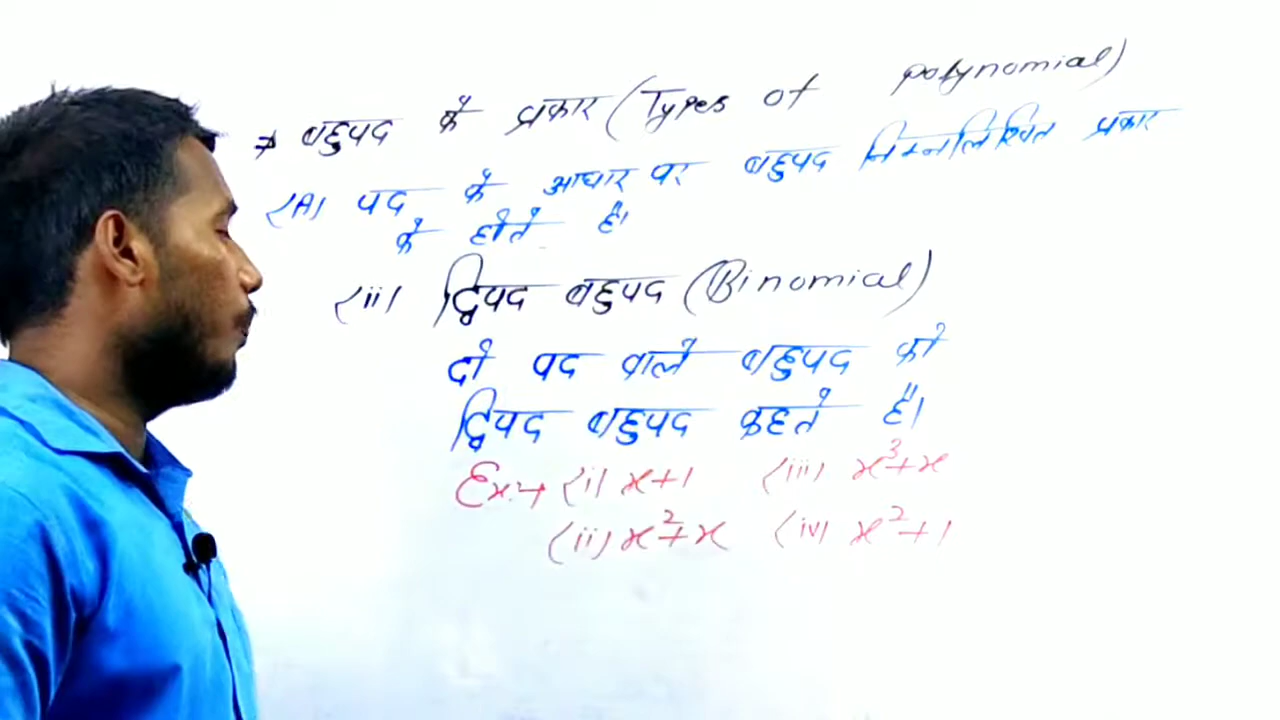 → बहुपद के प्रकार (Types of polynomial)
(A) पद के आधार पर बहुपद निम्नलिखित प्रकार
के होते है।
(ii) द्विपद बहुपद (Binomial)
दो पद वाले बहुपद को
द्विपद बहुपद कहते है।
Ex:→ (i) x+1 (iii) x³+x
(ii) x²+x (iv) x²+1